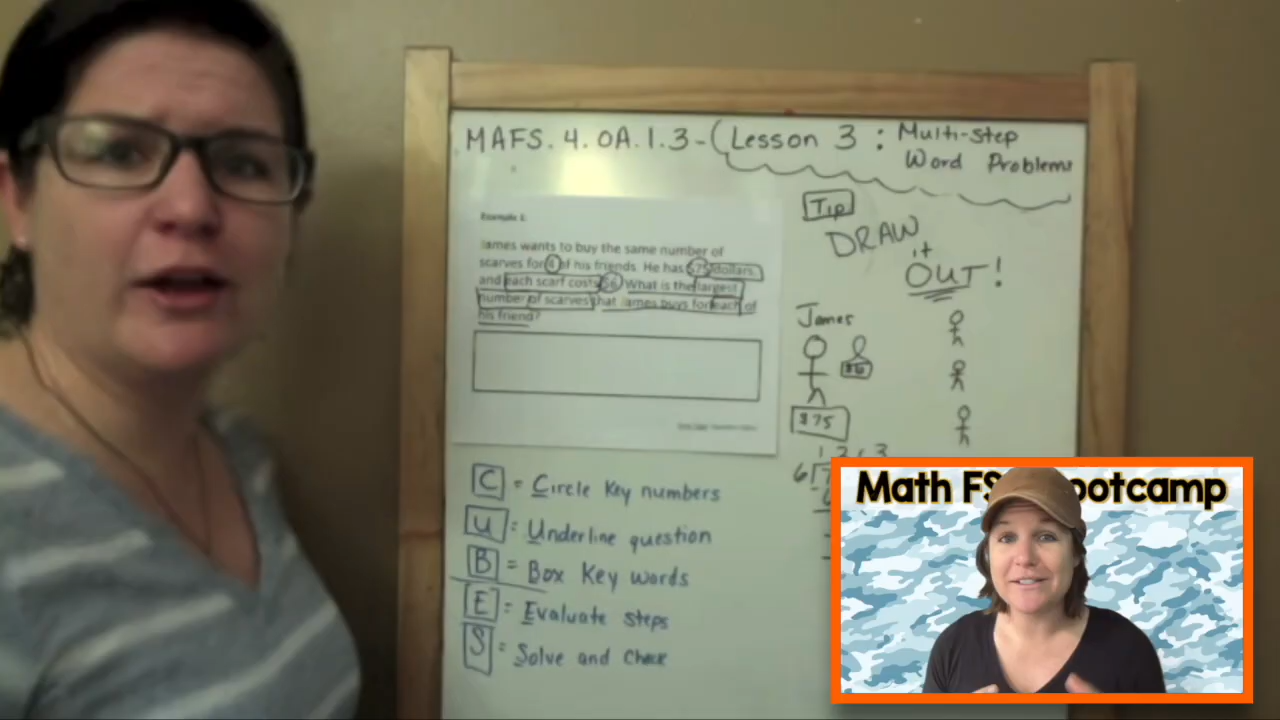 MAFS.4.OA.1.3-(Lesson 3: Multi-step
Word Problems
Example 1:
James wants to buy the same number of
scarves for 4 of his friends. He has $75 dollars,
and each scarf costs $6. What is the largest
number of scarves that James buys for each of
his friend?
C = Circle Key numbers
U = Underline question
B = Box Key words
E = Evaluate steps
S = Solve and Check
Tip
DRAW
it
OUT!
James
$6
$75
6
Math FS
ootcamp